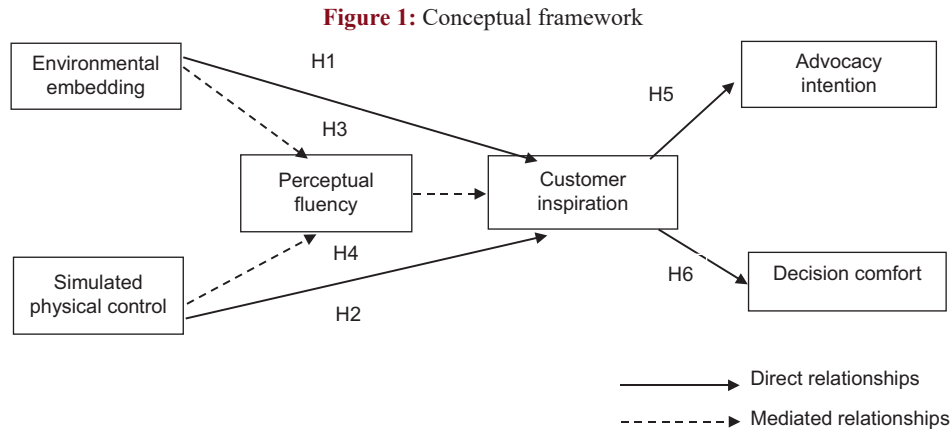 Figure 1: Conceptual framework
Environmental
embedding
H1
Advocacy
intention
H5
H3
Perceptual
fluency
Customer
inspiration
H4
Simulated
physical control
H2
H6
Decision comfort
Direct relationships
Mediated relationships